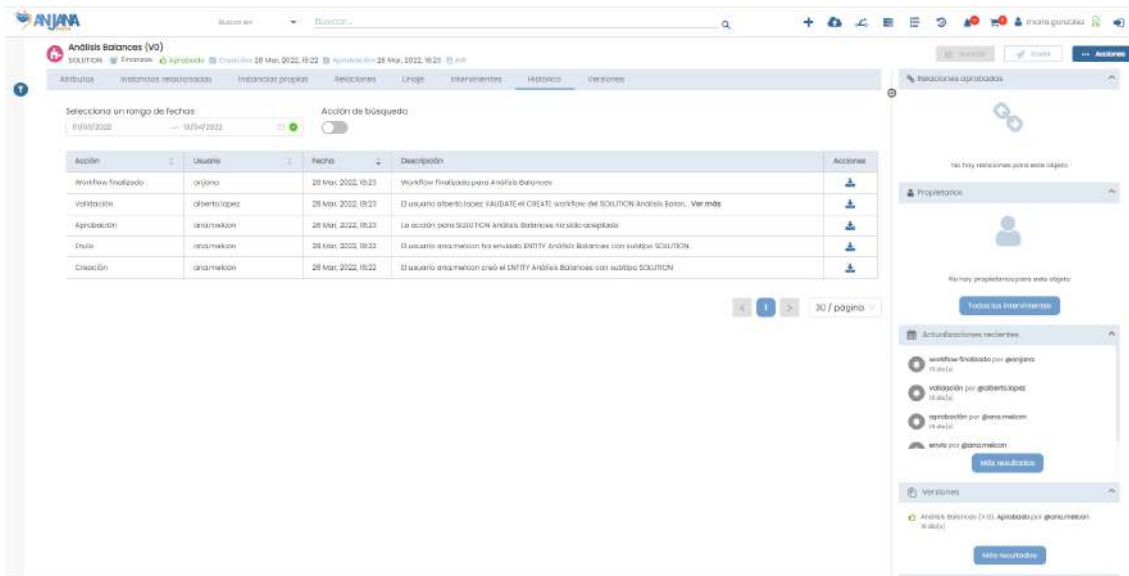 ANJANA
Buscar en
Buscar...
maria.gonzalez
Análisis Balances (V0)
SOLUTION Finanzas Aprobado Creación: 28 Mar, 2022, 18:22 Aprobación: 28 Mar, 2022, 18:23 API
Guardar Enviar ••• Acciones
Atributos Instancias relacionadas Instancias propias Relaciones Linaje Intervinientes Histórico Versiones
Selecciona un rango de fechas
Acción de búsqueda
01/03/2022 → 13/04/2022
Acción Usuario Fecha Descripción Acciones
Workflow finalizado anjana 28 Mar, 2022, 18:23 Workflow finalizado para Análisis Balances
Validación alberto.lopez 28 Mar, 2022, 18:23 El usuario alberto.lopez VALIDATE el CREATE workflow del SOLUTION Análisis Balan... Ver más
Aprobación ana.melcon 28 Mar, 2022, 18:23 La acción para SOLUTION Análisis Balances ha sido aceptada
Envío ana.melcon 28 Mar, 2022, 18:22 El usuario ana.melcon ha enviado ENTITY Análisis Balances con subtipo SOLUTION
Creación ana.melcon 28 Mar, 2022, 18:22 El usuario ana.melcon creó el ENTITY Análisis Balances con subtipo SOLUTION
< 1 > 30 / página
Relaciones aprobadas
No hay relaciones para este objeto
Propietarios
No hay propietarios para este objeto
Todos los intervinientes
Actualizaciones recientes
workflow finalizado por @anjana
validación por @alberto.lopez
aprobación por @ana.melcon
envío por @ana.melcon
Más resultados
Versiones
Análisis Balances (V.0), Aprobado por @ana.melcon
Más resultados